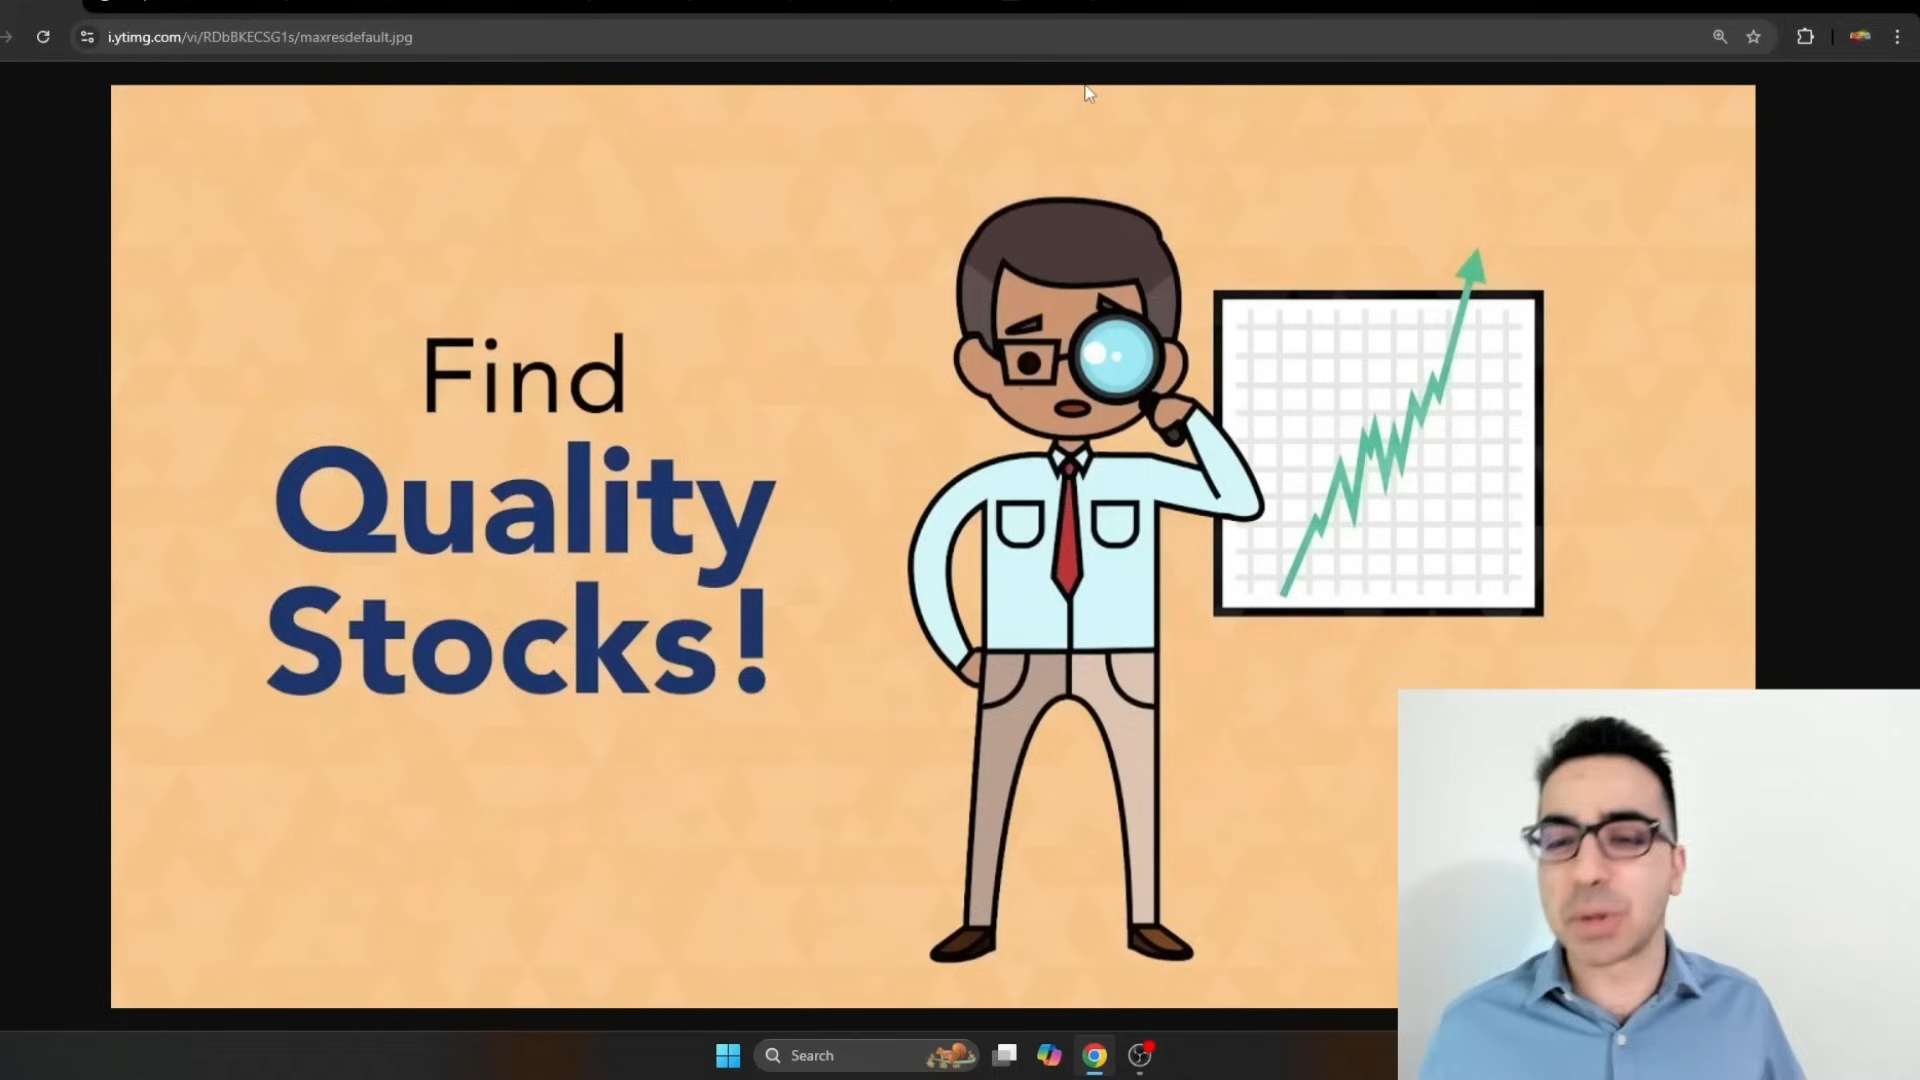 i.ytimg.com/vi/RDbBKECSG1s/maxresdefault.jpg
Find
Quality
Stocks!
Search